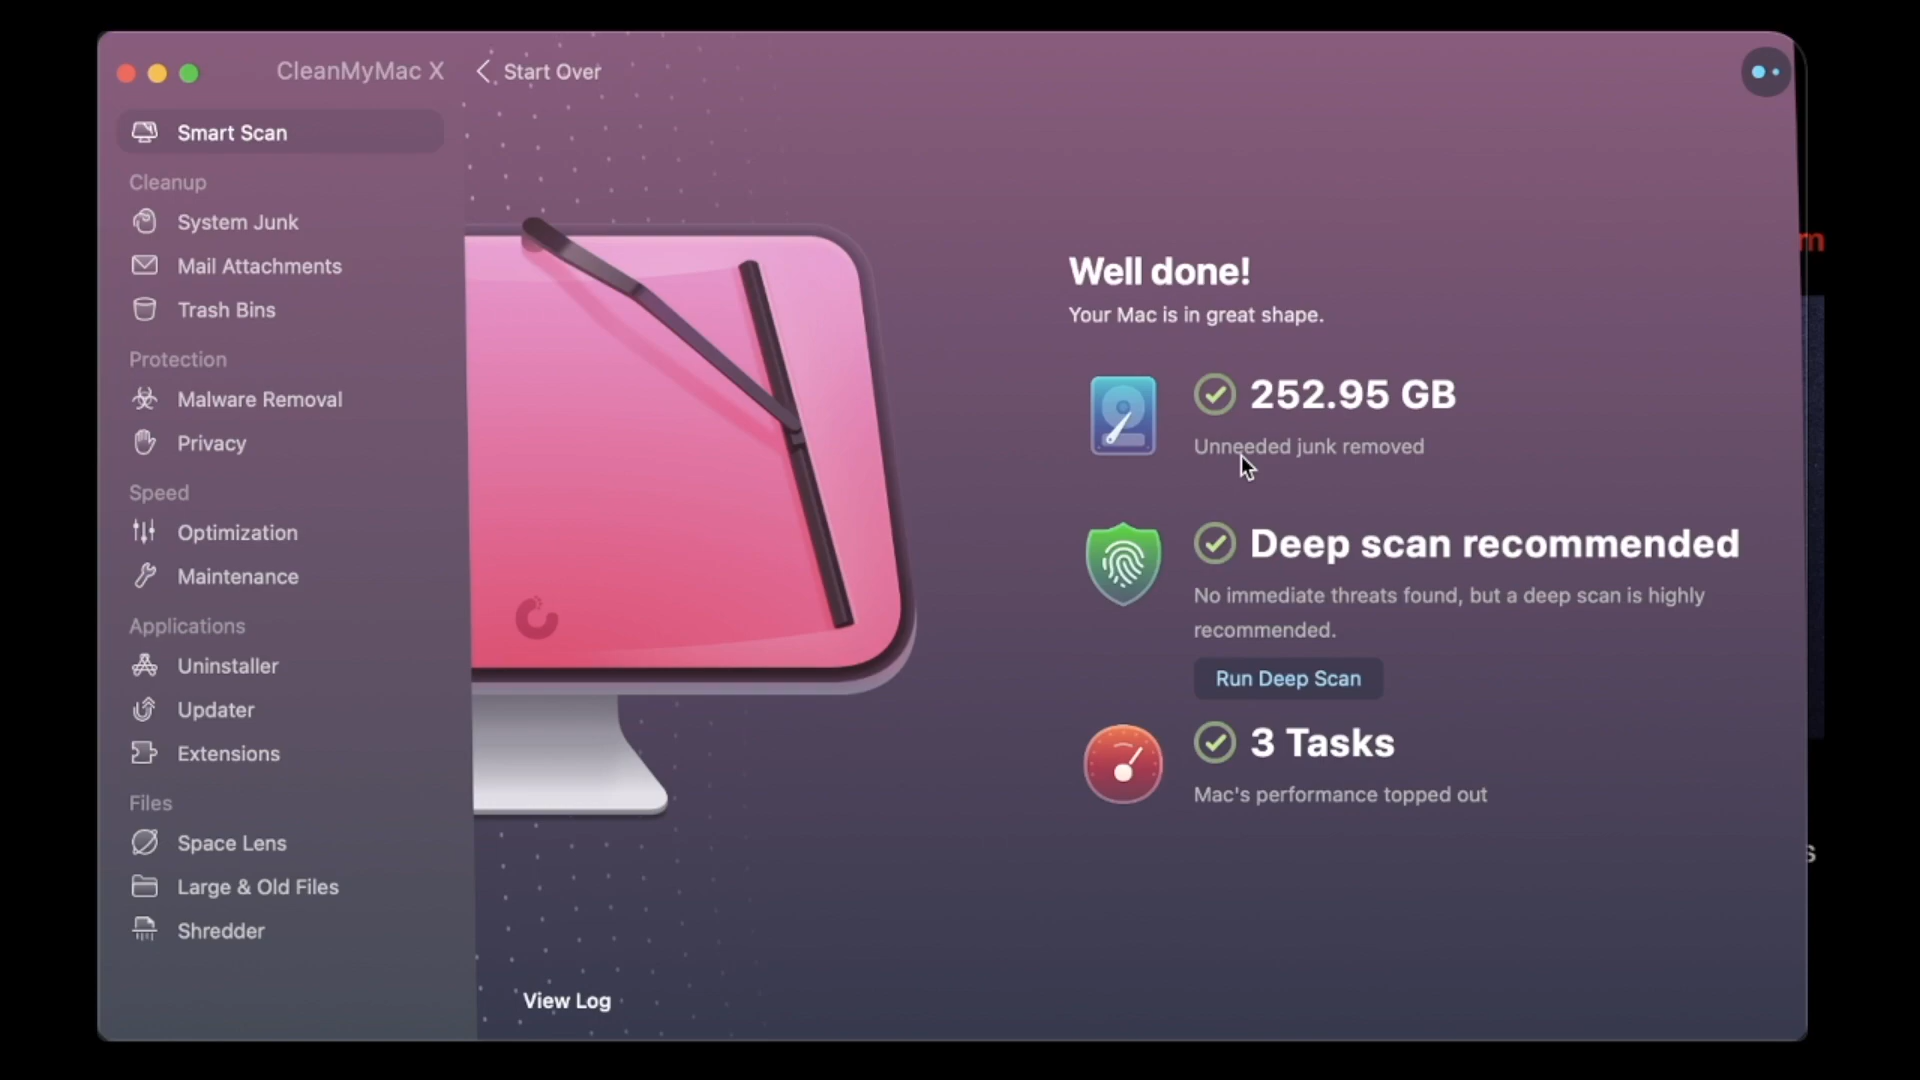 CleanMyMac X
Start Over
Smart Scan
Cleanup
System Junk
Mail Attachments
Trash Bins
Protection
Malware Removal
Privacy
Speed
Optimization
Maintenance
Applications
Uninstaller
Updater
Extensions
Files
Space Lens
Large & Old Files
Shredder
Well done!
Your Mac is in great shape.
252.95 GB
Unneeded junk removed
Deep scan recommended
No immediate threats found, but a deep scan is highly
recommended.
Run Deep Scan
3 Tasks
Mac's performance topped out
View Log